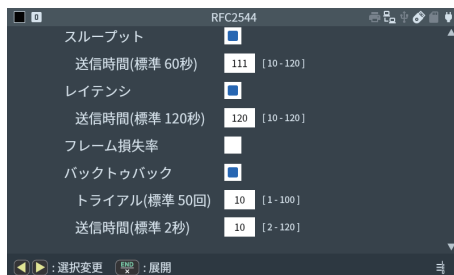 0 RFC2544
スループット
送信時間(標準 60秒) 111 [10-120]
レイテンシ
送信時間(標準 120秒) 120 [10-120]
フレーム損失率
バックトゥバック
トライアル(標準 50回) 10 [1-100]
送信時間(標準 2秒) 10 [2-120]
:選択変更 END :展開